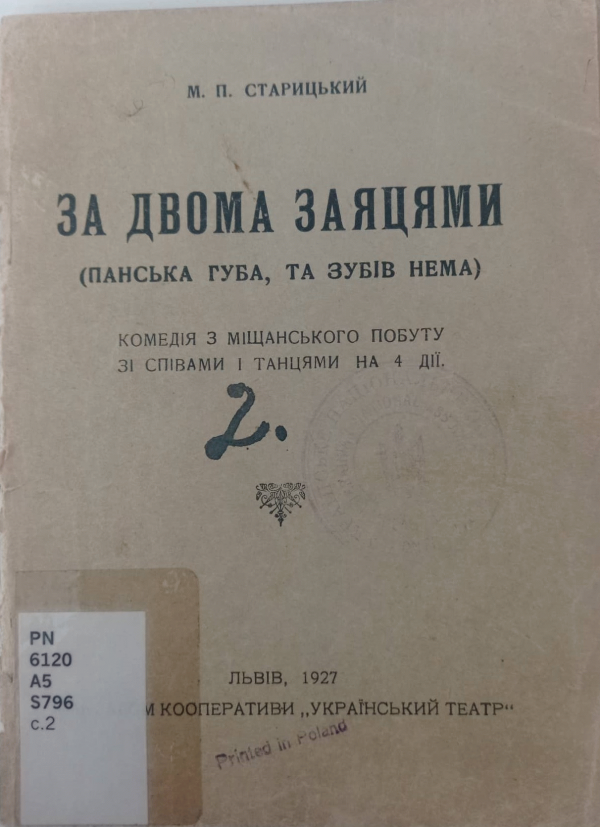 М. П. СТАРИЦЬКИЙ
ЗА ДВОМА ЗАЯЦЯМИ
(ПАНСЬКА ГУБА, ТА ЗУБІВ НЕМА)
КОМЕДІЯ З МІЩАНСЬКОГО ПОБУТУ
ЗІ СПІВАМИ І ТАНЦЯМИ НА 4 ДІЇ.
2.
PN
6120
A5
S796
c.2
ЛЬВІВ, 1927
КООПЕРАТИВИ „УКРАЇНСЬКИЙ ТЕАТР“
Printed in Poland